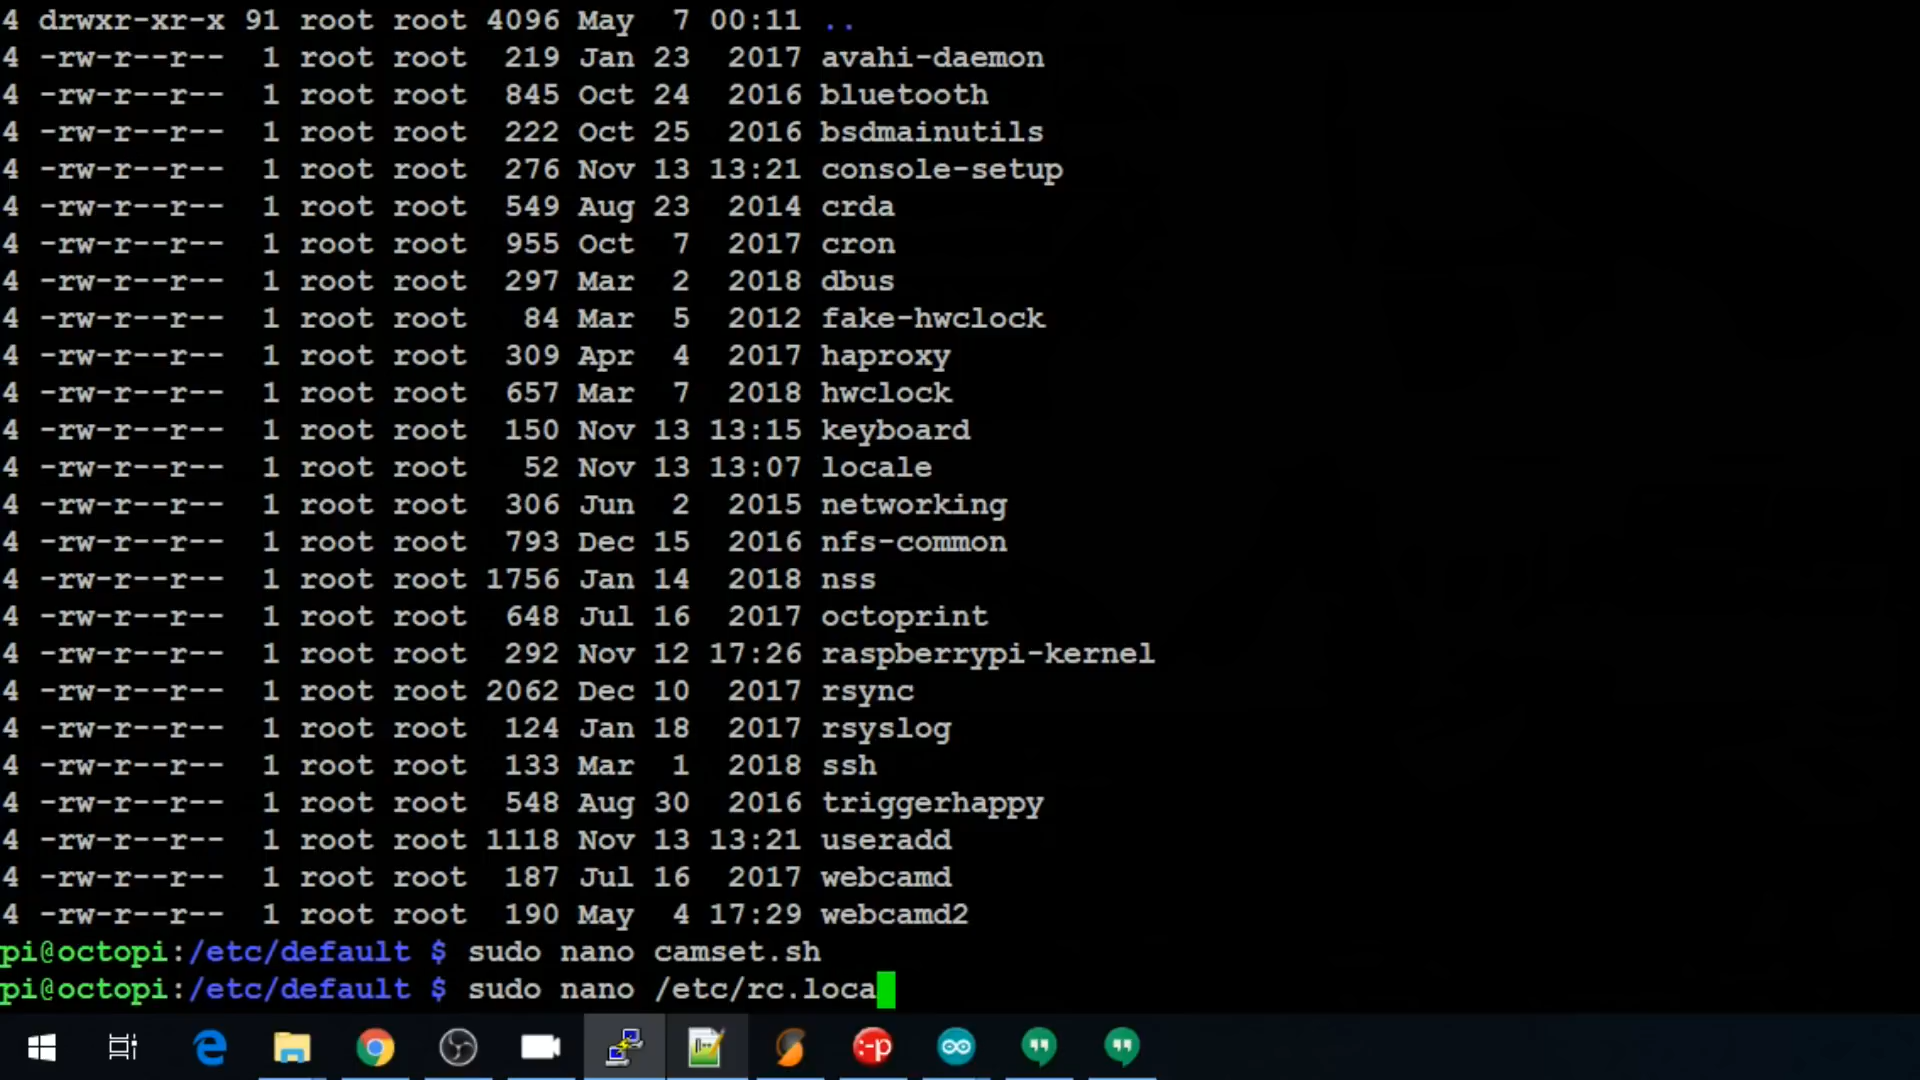 4 drwxr-xr-x 91 root root 4096 May  7 00:11 ..
4 -rw-r--r--  1 root root  219 Jan 23  2017 avahi-daemon
4 -rw-r--r--  1 root root  845 Oct 24  2016 bluetooth
4 -rw-r--r--  1 root root  222 Oct 25  2016 bsdmainutils
4 -rw-r--r--  1 root root  276 Nov 13 13:21 console-setup
4 -rw-r--r--  1 root root  549 Aug 23  2014 crda
4 -rw-r--r--  1 root root  955 Oct  7  2017 cron
4 -rw-r--r--  1 root root  297 Mar  2  2018 dbus
4 -rw-r--r--  1 root root   84 Mar  5  2012 fake-hwclock
4 -rw-r--r--  1 root root  309 Apr  4  2017 haproxy
4 -rw-r--r--  1 root root  657 Mar  7  2018 hwclock
4 -rw-r--r--  1 root root  150 Nov 13 13:15 keyboard
4 -rw-r--r--  1 root root   52 Nov 13 13:07 locale
4 -rw-r--r--  1 root root  306 Jun  2  2015 networking
4 -rw-r--r--  1 root root  793 Dec 15  2016 nfs-common
4 -rw-r--r--  1 root root 1756 Jan 14  2018 nss
4 -rw-r--r--  1 root root  648 Jul 16  2017 octoprint
4 -rw-r--r--  1 root root  292 Nov 12 17:26 raspberrypi-kernel
4 -rw-r--r--  1 root root 2062 Dec 10  2017 rsync
4 -rw-r--r--  1 root root  124 Jan 18  2017 rsyslog
4 -rw-r--r--  1 root root  133 Mar  1  2018 ssh
4 -rw-r--r--  1 root root  548 Aug 30  2016 triggerhappy
4 -rw-r--r--  1 root root 1118 Nov 13 13:21 useradd
4 -rw-r--r--  1 root root  187 Jul 16  2017 webcamd
4 -rw-r--r--  1 root root  190 May  4 17:29 webcamd2
pi@octopi:/etc/default $ sudo nano camset.sh
pi@octopi:/etc/default $ sudo nano /etc/rc.loca
:-p